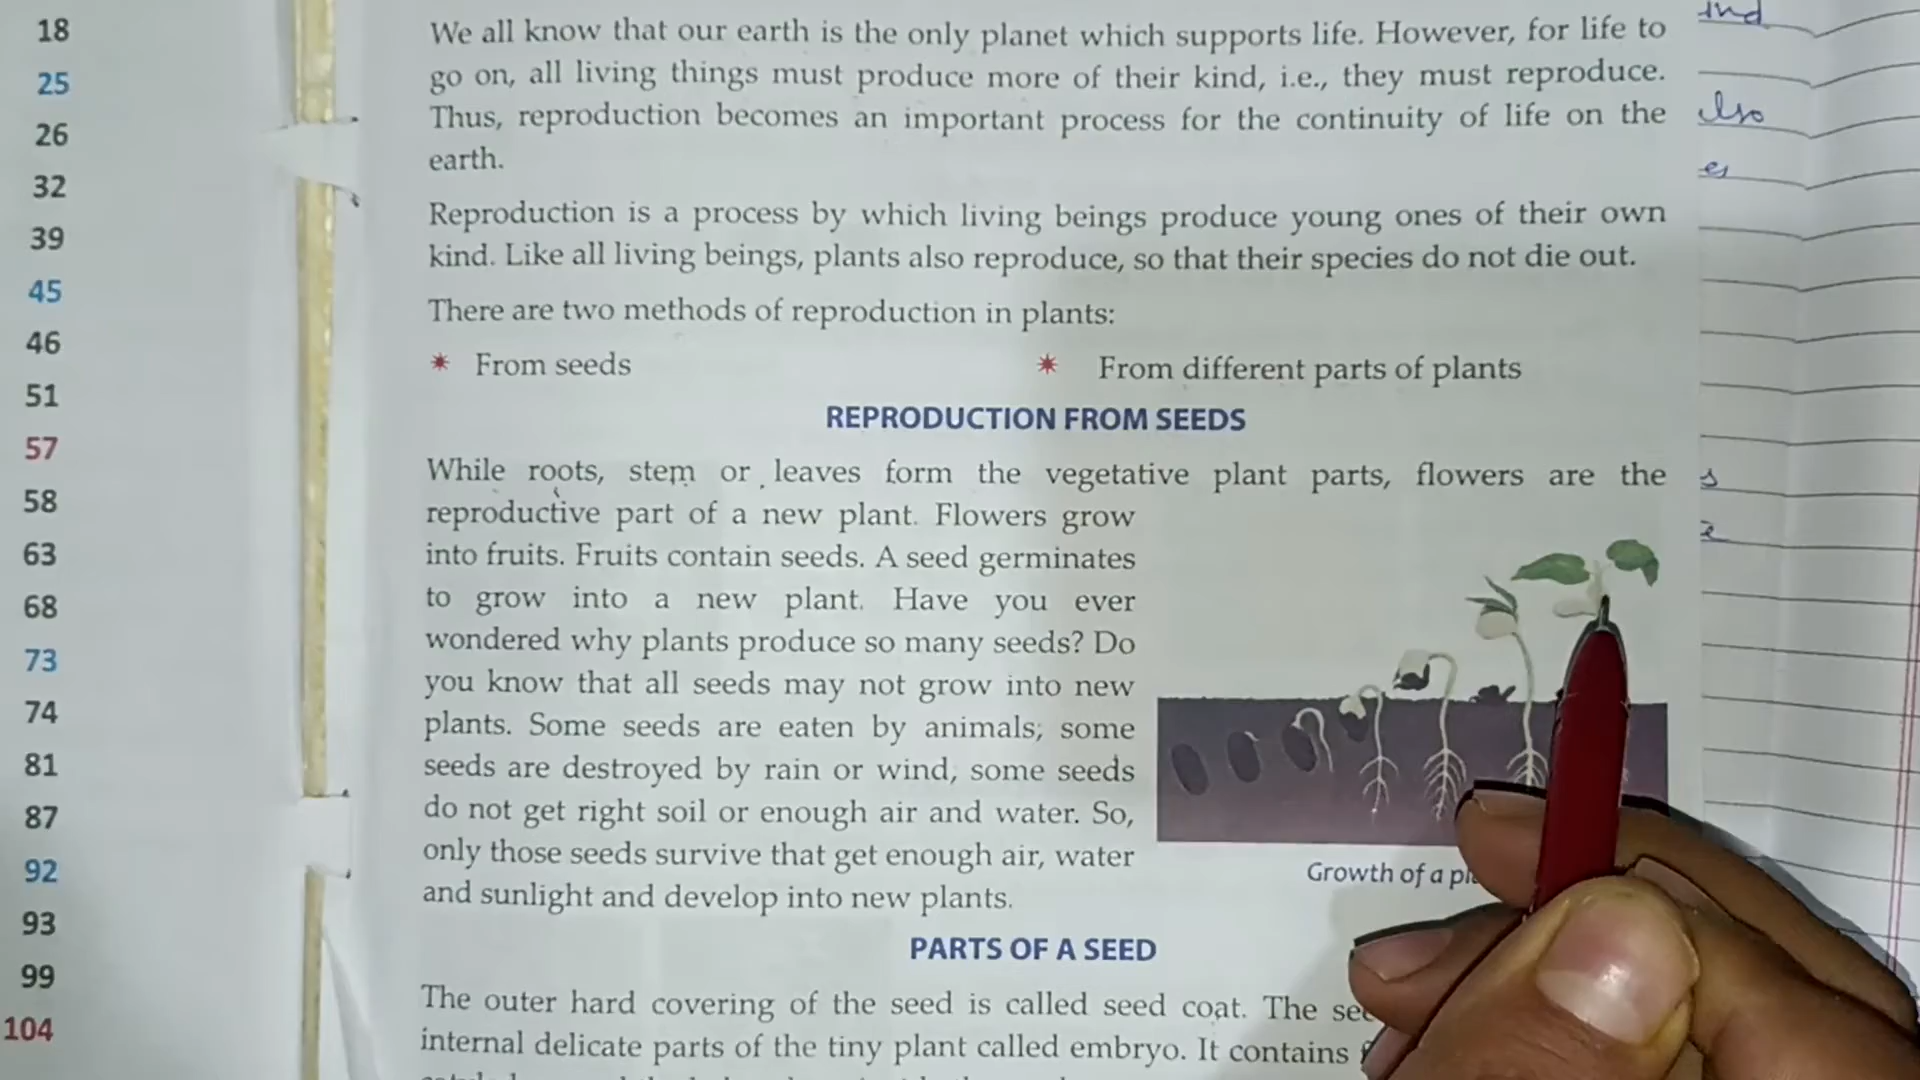 18
25
26
32
39
45
46
51
57
58
63
68
73
74
81
87
92
93
99
104
We all know that our earth is the only planet which supports life. However, for life to
go on, all living things must produce more of their kind, i.e., they must reproduce.
Thus, reproduction becomes an important process for the continuity of life on the
earth.
Reproduction is a process by which living beings produce young ones of their own
kind. Like all living beings, plants also reproduce, so that their species do not die out.
There are two methods of reproduction in plants:
* From seeds * From different parts of plants
REPRODUCTION FROM SEEDS
While roots, stem or leaves form the vegetative plant parts, flowers are the
reproductive part of a new plant. Flowers grow
into fruits. Fruits contain seeds. A seed germinates
to grow into a new plant. Have you ever
wondered why plants produce so many seeds? Do
you know that all seeds may not grow into new
plants. Some seeds are eaten by animals; some
seeds are destroyed by rain or wind, some seeds
do not get right soil or enough air and water. So,
only those seeds survive that get enough air, water
and sunlight and develop into new plants.
Growth of a
PARTS OF A SEED
The outer hard covering of the seed is called seed coat. The
internal delicate parts of the tiny plant called embryo. It contains